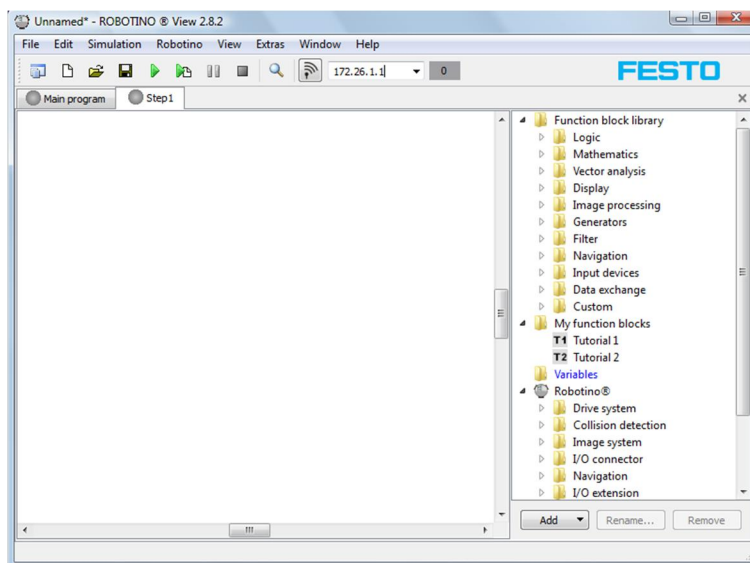 Unnamed* - ROBOTINO ® View 2.8.2
File Edit Simulation Robotino View Extras Window Help
172.26.1.1 0 FESTO
Main program Step1
Function block library
Logic
Mathematics
Vector analysis
Display
Image processing
Generators
Filter
Navigation
Input devices
Data exchange
Custom
My function blocks
T1 Tutorial 1
T2 Tutorial 2
Variables
Robotino®
Drive system
Collision detection
Image system
I/O connector
Navigation
I/O extension
Add Rename... Remove